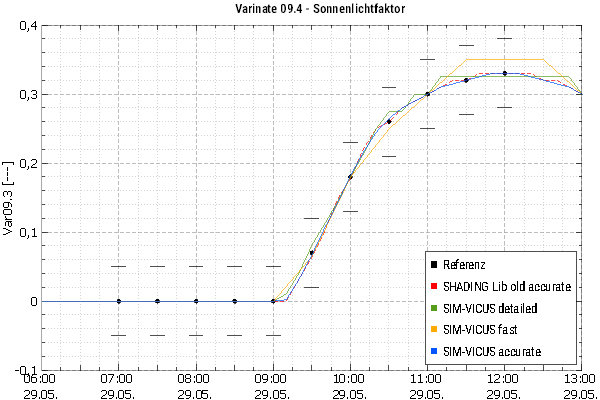 Varinate 09.4 - Sonnenlichtfaktor
0,4
0,3
0,2
0,1
0
-0,1
Var09.3 [---]
Referenz
SHADING Lib old accurate
SIM-VICUS detailed
SIM-VICUS fast
SIM-VICUS accurate
06:00 07:00 08:00 09:00 10:00 11:00 12:00 13:00
29.05. 29.05. 29.05. 29.05. 29.05. 29.05. 29.05. 29.05.